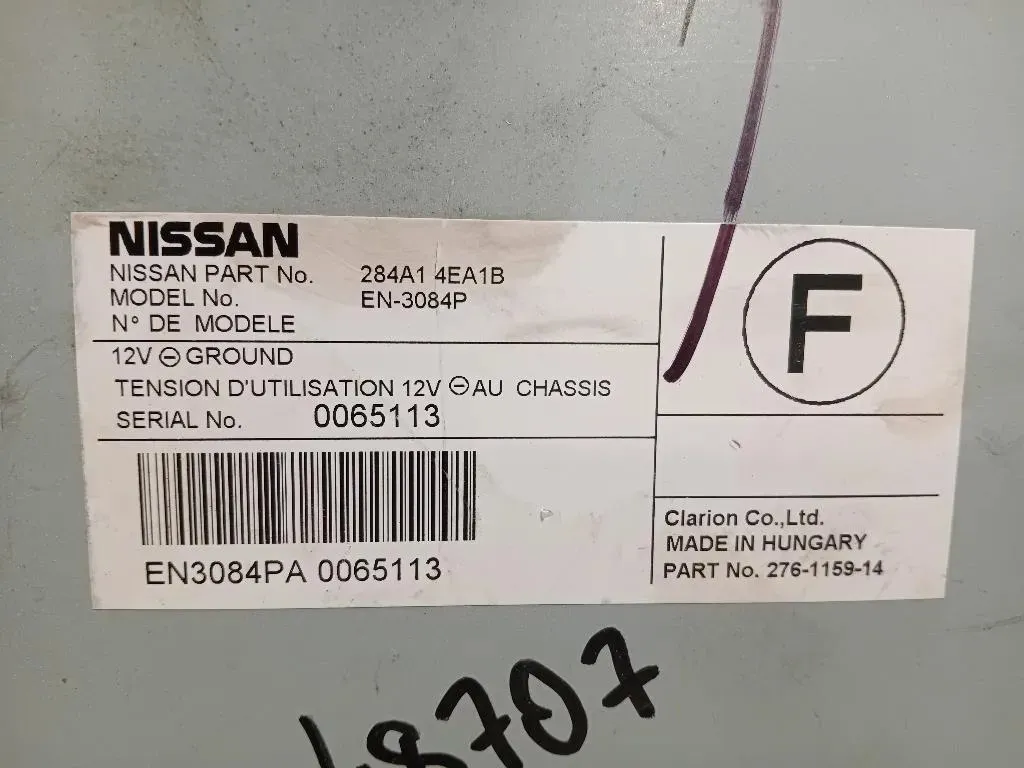 NISSAN
NISSAN PART No. 284A1 4EA1B
MODEL No. EN-3084P
N° DE MODELE
12V ⊖ GROUND
TENSION D'UTILISATION 12V ⊖ AU CHASSIS
SERIAL No. 0065113
EN3084PA 0065113
F
Clarion Co.,Ltd.
MADE IN HUNGARY
PART No. 276-1159-14
48707